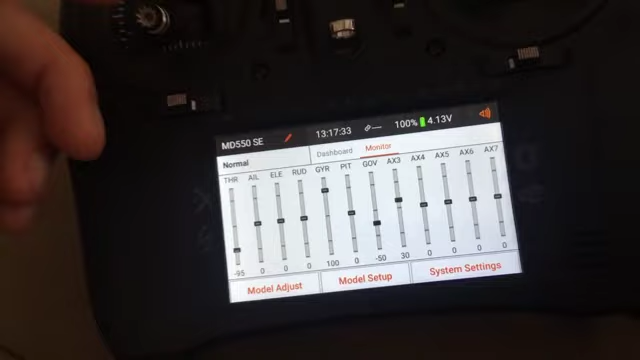 MD550 SE 13:17:33 --- 100% 4.13V
Normal Dashboard Monitor
THR AIL ELE RUD GYR PIT GOV AX3 AX4 AX5 AX6 AX7
-95 0 0 0 100 0 -50 30 0 0 0 0
Model Adjust Model Setup System Settings